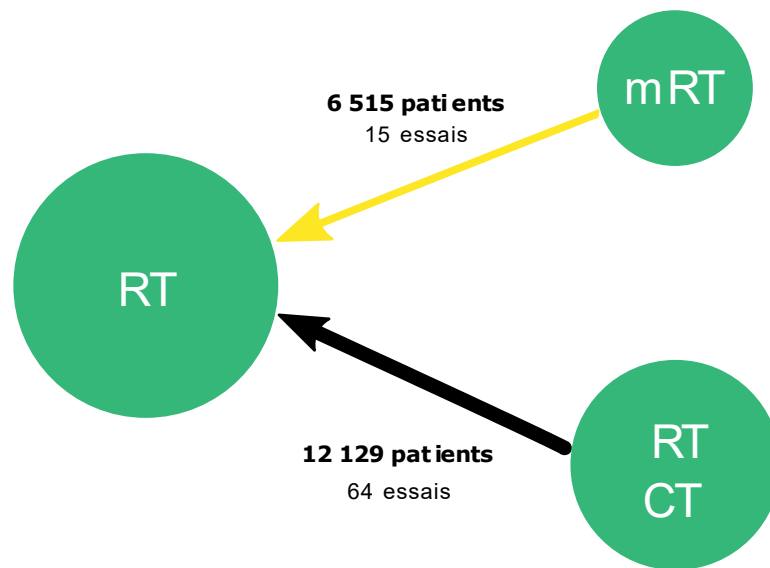 mRT
6 515 patients
15 essais
RT
12 129 patients
64 essais
RT
CT